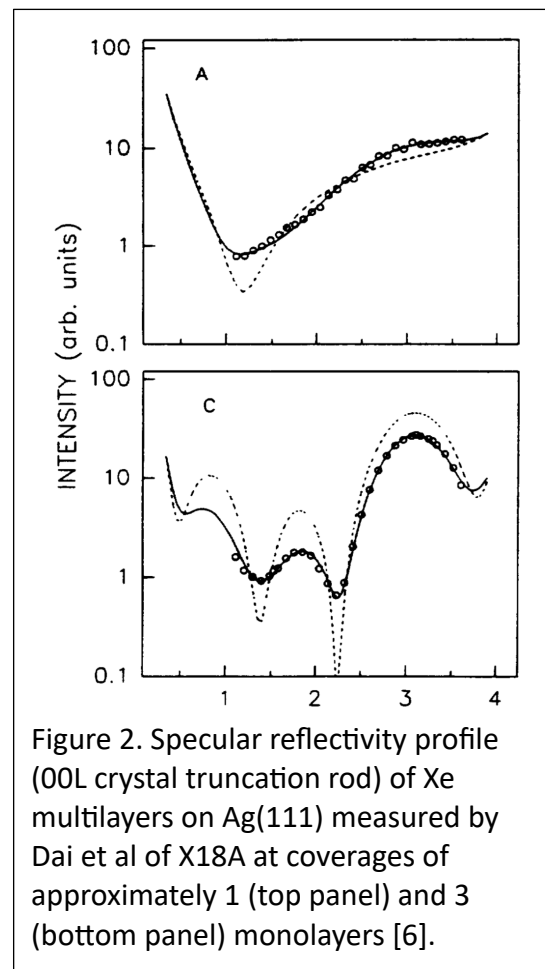 100
A
10
1
0.1
INTENSITY (arb. units)
100
C
10
1
0.1
1 2 3 4
Figure 2. Specular reflectivity profile
(00L crystal truncation rod) of Xe
multilayers on Ag(111) measured by
Dai et al of X18A at coverages of
approximately 1 (top panel) and 3
(bottom panel) monolayers [6].